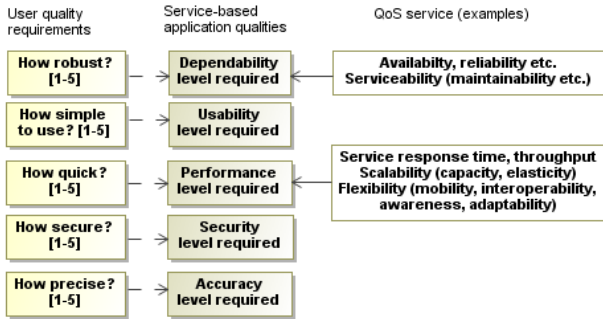 User quality
requirements
Service-based
application qualities
QoS service (examples)
How robust?
[1-5]
Dependability
level required
Availabilty, reliability etc.
Serviceability (maintainability etc.)
How simple
to use? [1-5]
Usability
level required
How quick?
[1-5]
Performance
level required
Service response time, throughput
Scalability (capacity, elasticity)
Flexibility (mobility, interoperability,
awareness, adaptability)
How secure?
[1-5]
Security
level required
How precise?
[1-5]
Accuracy
level required